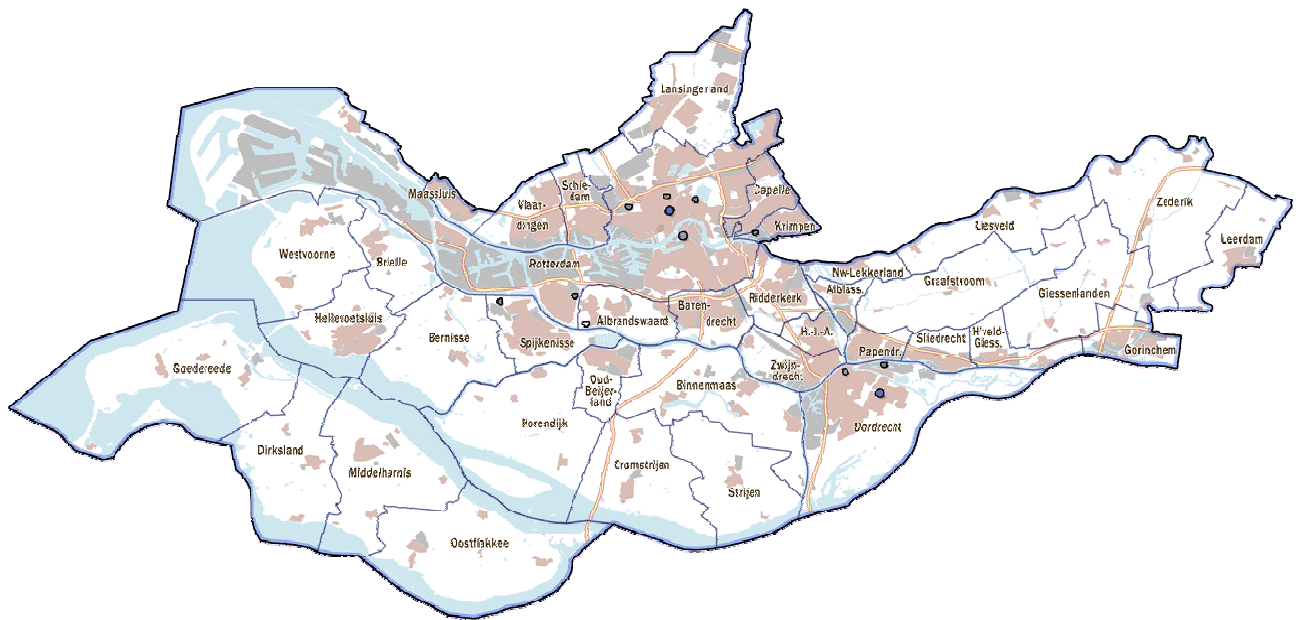 Lansingerland
Maassluis
Vlaar-
dingen
Schie-
dam
Capelle
Krimpen
Westvoorne
Brielle
Rotterdam
Hellevoetsluis
Bernisse
Spijkenisse
Albrandswaard
Baren-
drecht
Ridderkerk
Nw-Lekkerland
Alblass.
Liesveld
Graafstroom
Zederik
Leerdam
Giessenlanden
H.-I.-A.
Papendr.
Sliedrecht
H'veld-
Giess.
Gorinchem
Goedereede
Oud-
Beijer-
land
Binnenmaas
Zwijn-
drecht
Dordrecht
Korendijk
Dirksland
Middelharnis
Cromstrijen
Strijen
Oostflakkee